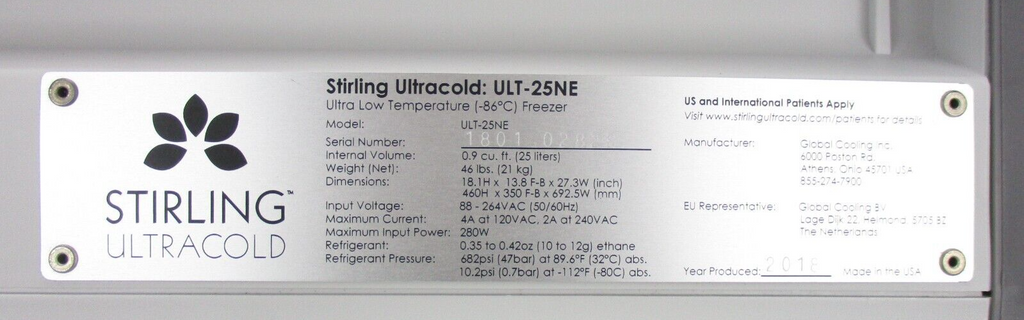 STIRLING™
ULTRACOLD
Stirling Ultracold: ULT-25NE
Ultra Low Temperature (-86°C) Freezer
Model: ULT-25NE
Serial Number:
Internal Volume: 0.9 cu. ft. (25 liters)
Weight (Net): 46 lbs. (21 kg)
Dimensions: 18.1H x 13.8 F-B x 27.3W (inch)
460H x 350 F-B x 692.5W (mm)
Input Voltage: 88 - 264VAC (50/60Hz)
Maximum Current: 4A at 120VAC. 2A at 240VAC
Maximum Input Power: 280W
Refrigerant: 0.35 to 0.42oz (10 to 12g) ethane
Refrigerant Pressure: 682psi (47bar) at 89.6°F (32°C) abs.
10.2psi (0.7bar) at -112°F (-80C) abs.
US and International Patients Apply
Visit www.stirlingultracold.com/patients for details
Manufacturer: Global Cooling Inc.
6000 Poston Rd.
Athens, Ohio 45701 USA
855-274-7900
EU Representative: Global Cooling BV
Lage Dijk 22, Helmond, 5705 BZ
The Netherlands
Year Produced: 2018 Made in the USA